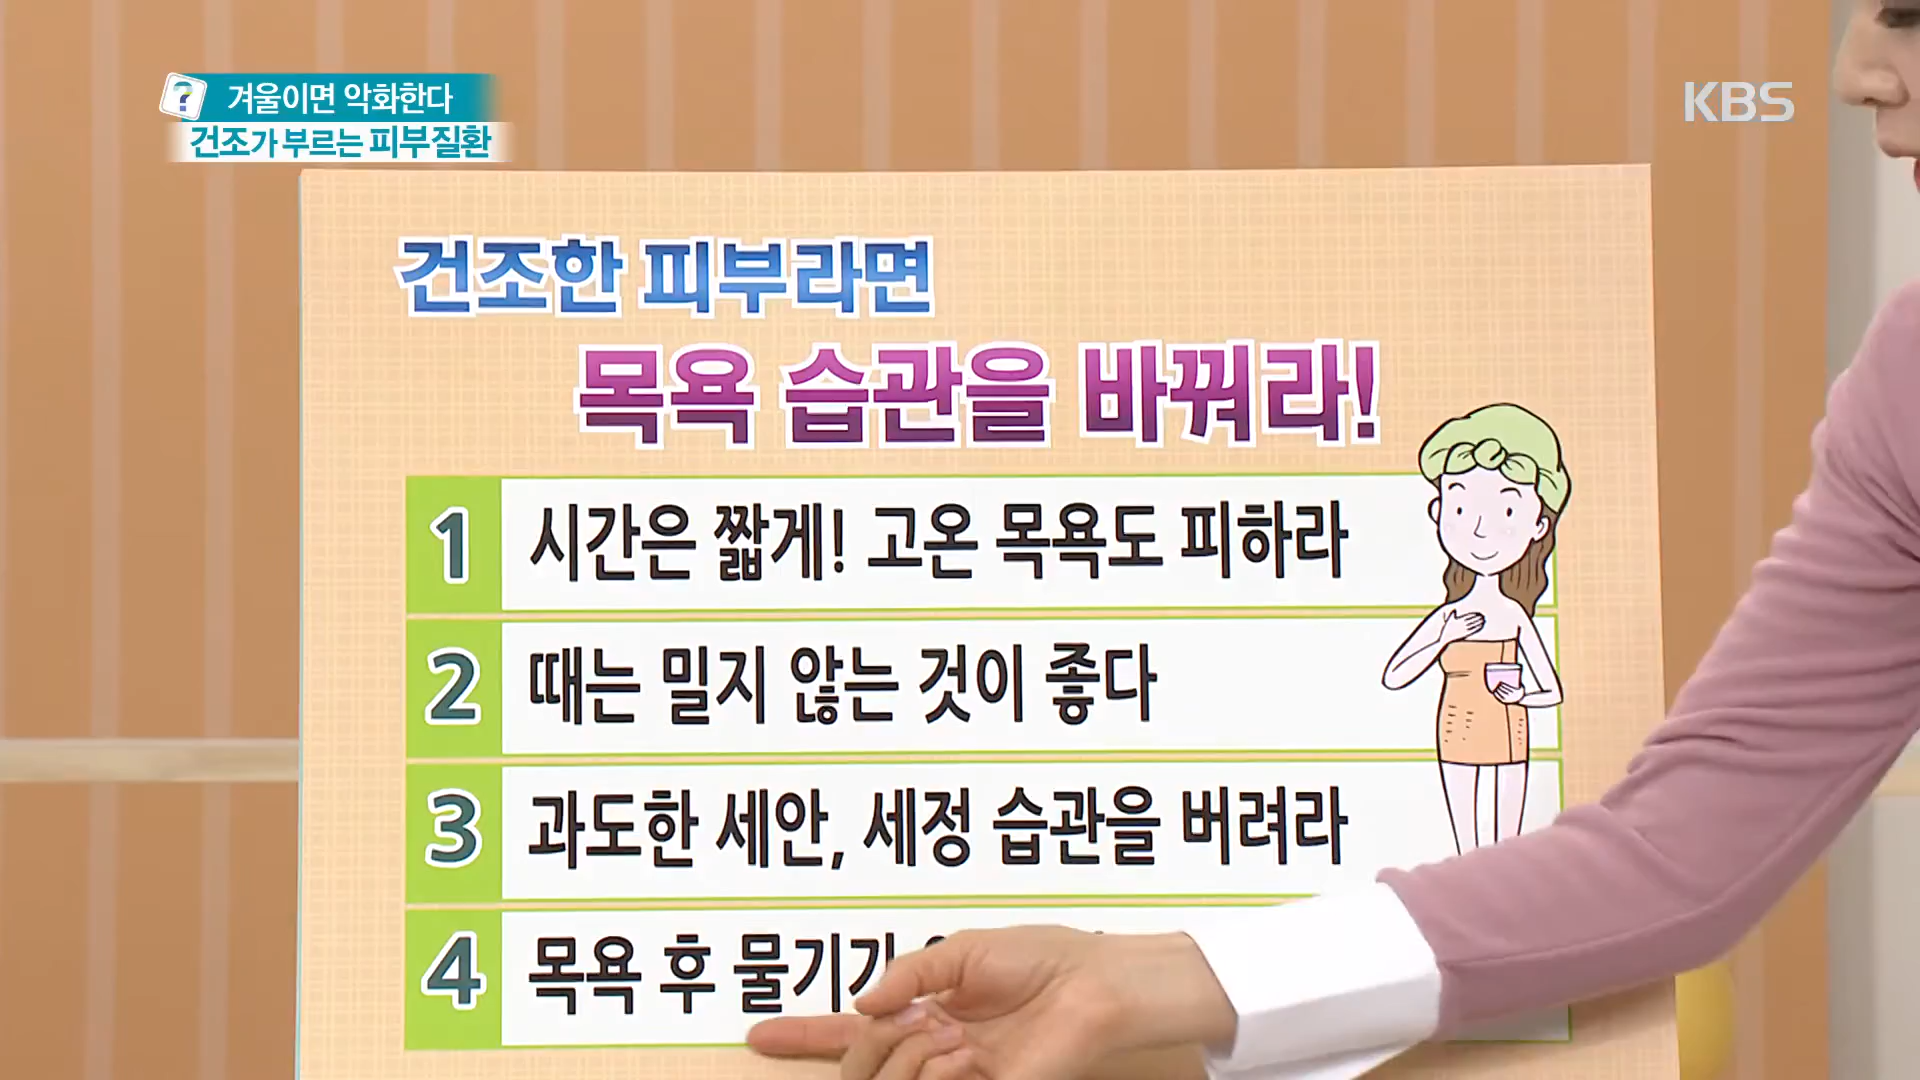 ? 겨울이면 악화한다
건조가 부르는 피부질환
KBS
건조한 피부라면
목욕 습관을 바꿔라!
1 시간은 짧게! 고온 목욕도 피하라
2 때는 밀지 않는 것이 좋다
3 과도한 세안, 세정 습관을 버려라
4 목욕 후 물기가